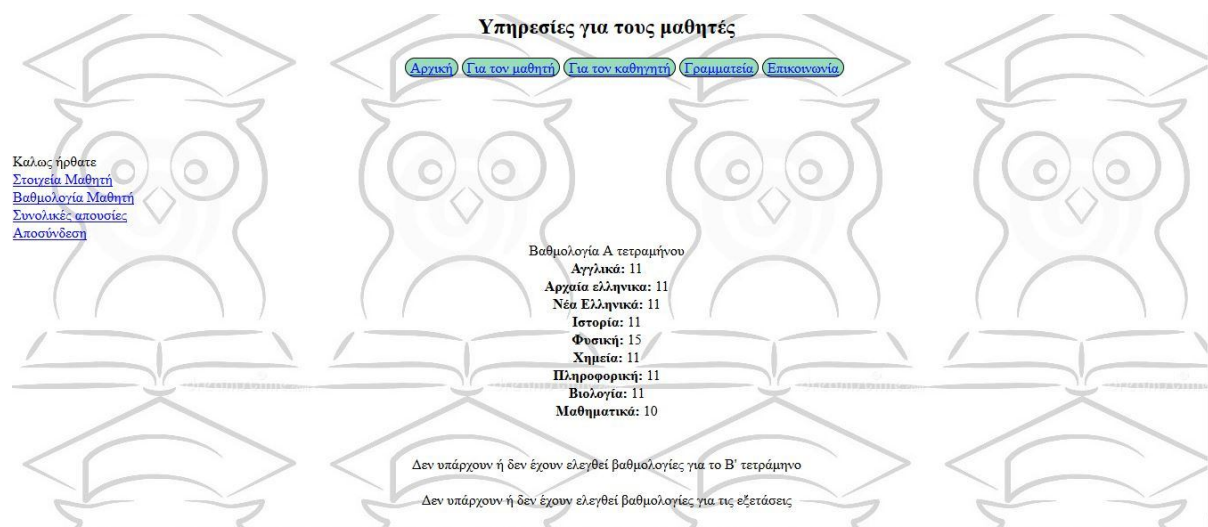 Υπηρεσίες για τους μαθητές
Αρχική Για τον μαθητή Για τον καθηγητή Γραμματεία Επικοινωνία
Καλως ήρθατε
Στοιχεία Μαθητή
Βαθμολογία Μαθητή
Συνολικές απουσίες
Αποσύνδεση
Βαθμολογία Α τετραμήνου
Αγγλικά: 11
Αρχαία ελληνικα: 11
Νέα Ελληνικά: 11
Ιστορία: 11
Φυσική: 15
Χημεία: 11
Πληροφορική: 11
Βιολογία: 11
Μαθηματικά: 10
Δεν υπάρχουν ή δεν έχουν ελεγθεί βαθμολογίες για το Β' τετράμηνο
Δεν υπάρχουν ή δεν έχουν ελεγθεί βαθμολογίες για τις εξετάσεις